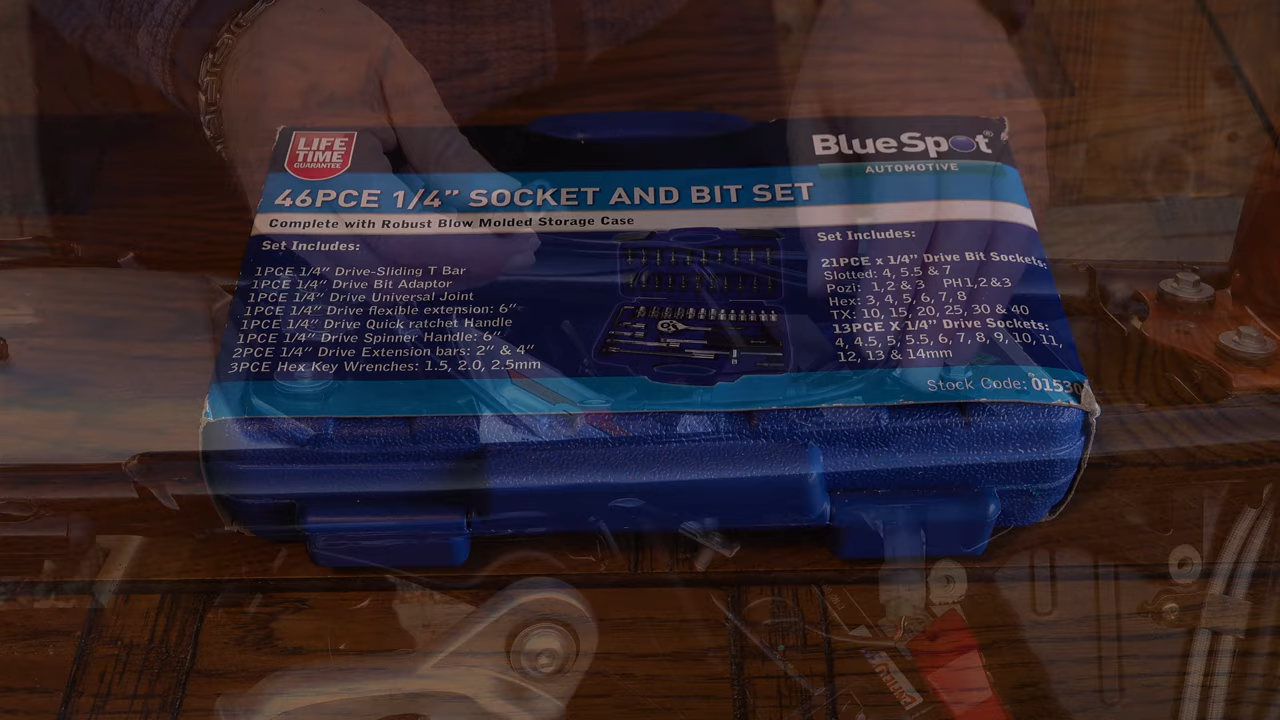 LIFE
TIME
GUARANTEE
BlueSpot
AUTOMOTIVE
46PCE 1/4" SOCKET AND BIT SET
Complete with Robust Blow Molded Storage Case
Set Includes:
1PCE 1/4" Drive-Sliding T Bar
1PCE 1/4" Drive Bit Adaptor
1PCE 1/4" Drive Universal Joint
1PCE 1/4" Drive flexible extension: 6"
1PCE 1/4" Drive Quick ratchet Handle
1PCE 1/4" Drive Spinner Handle: 6"
2PCE 1/4" Drive Extension bars: 2" & 4"
3PCE Hex Key Wrenches: 1.5, 2.0, 2.5mm
Set Includes:
21PCE x 1/4" Drive Bit Sockets:
Slotted: 4, 5.5 & 7
Pozi: 1,2 & 3 PH1,2&3
Hex: 3, 4, 5, 6, 7, 8
TX: 10, 15, 20, 25, 30 & 40
13PCE X 1/4" Drive Sockets:
4, 4.5, 5, 5.5, 6, 7, 8, 9, 10, 11,
12, 13 & 14mm
Stock Code: 01530